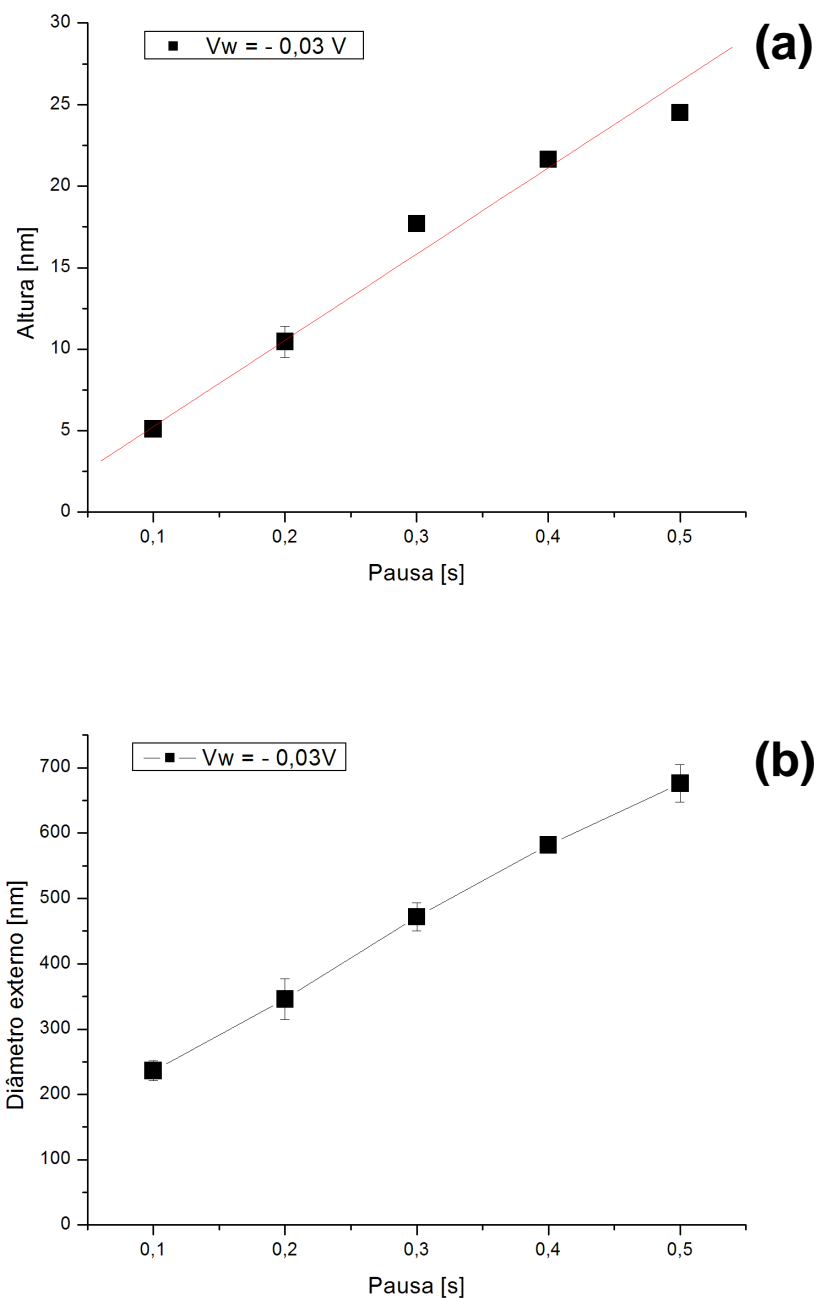 (a)
Vw = - 0,03 V
30
25
20
15
10
5
0
Altura [nm]
0,1 0,2 0,3 0,4 0,5
Pausa [s]
(b)
Vw = - 0,03V
700
600
500
400
300
200
100
0
Diâmetro externo [nm]
0,1 0,2 0,3 0,4 0,5
Pausa [s]